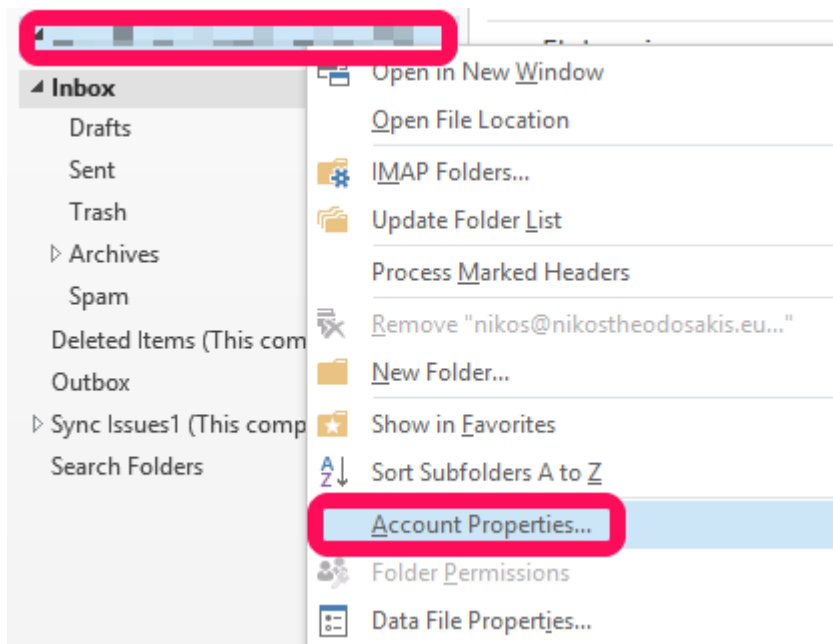 Inbox
Drafts
Sent
Trash
Archives
Spam
Deleted Items (This com
Outbox
Sync Issues1 (This comp
Search Folders
Open in New Window
Open File Location
IMAP Folders...
Update Folder List
Process Marked Headers
Remove "nikos@nikostheodosakis.eu..."
New Folder...
Show in Favorites
Sort Subfolders A to Z
Account Properties...
Folder Permissions
Data File Properties...